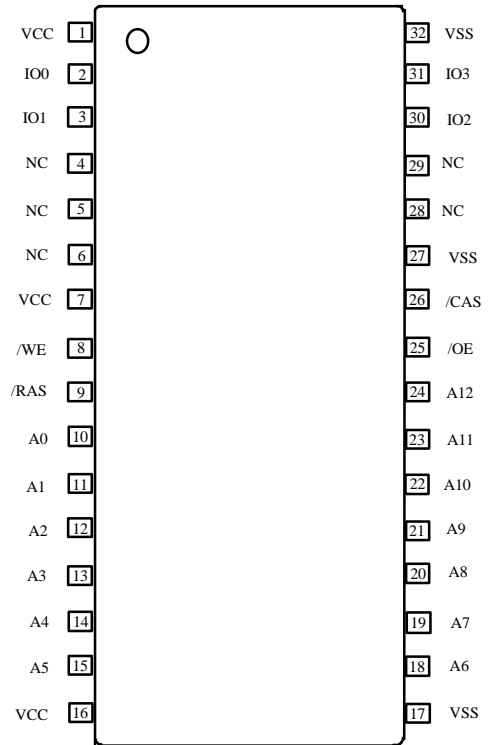 VCC 1 32 VSS
IO0 2 31 IO3
IO1 3 30 IO2
NC 4 29 NC
NC 5 28 NC
NC 6 27 VSS
VCC 7 26 /CAS
/WE 8 25 /OE
/RAS 9 24 A12
A0 10 23 A11
A1 11 22 A10
A2 12 21 A9
A3 13 20 A8
A4 14 19 A7
A5 15 18 A6
VCC 16 17 VSS